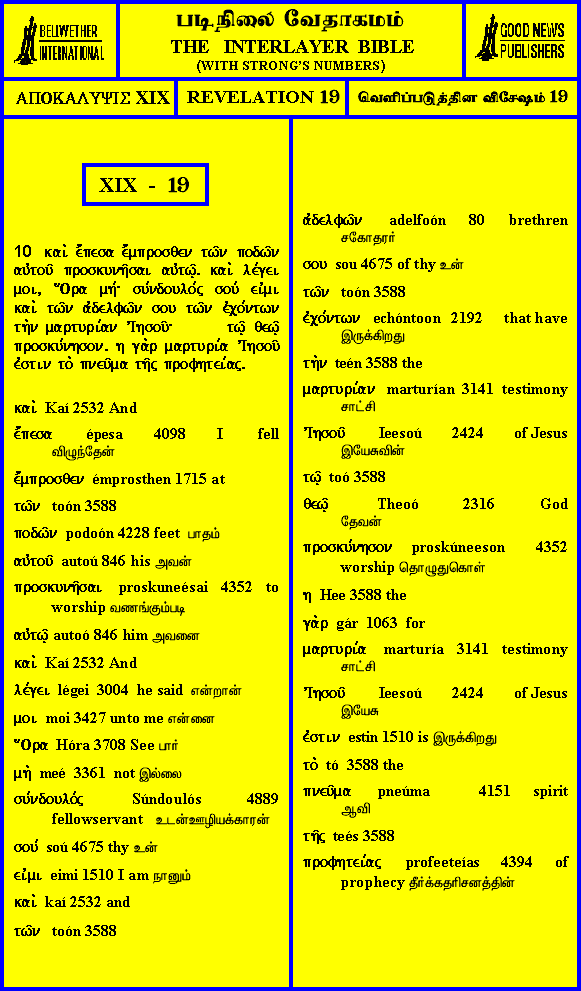 BELLWETHER
INTERNATIONAL
படிநிலை வேதாகமம்
THE INTERLAYER BIBLE
(WITH STRONG'S NUMBERS)
GOOD NEWS
PUBLISHERS
ΑΠΟΚΑΛΥΨΙΣ XIX
REVELATION 19
வெளிப்படுத்தின விசேஷம் 19
XIX - 19
10 καὶ ἔπεσα ἔμπροσθεν τῶν ποδῶν
αὐτοῦ προσκυνῆσαι αὐτῷ. καὶ λέγει
μοι, Ὅρα μή· σύνδουλός σού εἰμι
καὶ τῶν ἀδελφῶν σου τῶν ἐχόντων
τὴν μαρτυρίαν Ἰησοῦ· τῷ θεῷ
προσκύνησον. η γὰρ μαρτυρία Ἰησοῦ
ἐστιν τὸ πνεῦμα τῆς προφητείας.
καὶ Kaí 2532 And
ἔπεσα épesa 4098 I fell
விழுந்தேன்
ἔμπροσθεν émprosthen 1715 at
τῶν toón 3588
ποδῶν podoón 4228 feet பாதம்
αὐτοῦ autoú 846 his அவன்
προσκυνῆσαι proskuneésai 4352 to
worship வணங்கும்படி
αὐτῷ autoó 846 him அவனை
καὶ Kaí 2532 And
λέγει légei 3004 he said என்றான்
μοι moi 3427 unto me என்னை
Ὅρα Hóra 3708 See பார்
μὴ meé 3361 not இல்லை
σύνδουλός Súndoulós 4889
fellowservant உடன்ஊழியக்காரன்
σοú soú 4675 thy உன்
εἰμι eimi 1510 I am நானும்
καὶ kaí 2532 and
τῶν toón 3588
ἀδελφῶν adelfoón 80 brethren
சகோதரர்
σου sou 4675 of thy உன்
τῶν toón 3588
ἐχόντων echóntoon 2192 that have
இருக்கிறது
τὴν teén 3588 the
μαρτυρίαν marturían 3141 testimony
சாட்சி
Ἰησοῦ Ieesoú 2424 of Jesus
இயேசுவின்
τῷ toó 3588
θεῷ Theoó 2316 God
தேவன்
προσκύνησον proskúneeson 4352
worship தொழுதுகொள்
η Hee 3588 the
γὰρ gár 1063 for
μαρτυρία marturía 3141 testimony
சாட்சி
Ἰησοῦ Ieesoú 2424 of Jesus
இயேசு
ἐστιν estin 1510 is இருக்கிறது
τὸ tó 3588 the
πνεῦμα pneúma 4151 spirit
ஆவி
τῆς teés 3588
προφητείας profeeteías 4394 of
prophecy தீர்க்கதரிசனத்தின்